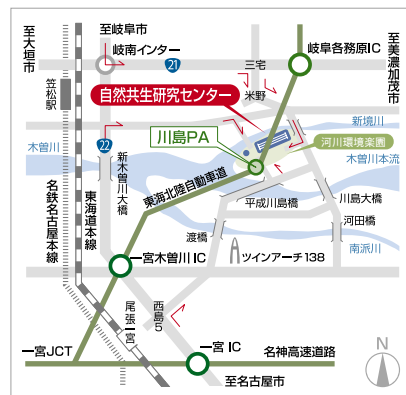 至大垣市
至岐阜市
岐南インター
21
岐阜各務原IC
至美濃加茂市
三宅
米野
笠松駅
自然共生研究センター
新境川
川島PA
河川環境楽園
木曽川
22
新木曽川大橋
木曽川本流
東海北陸自動車道
名鉄名古屋本線
東海道本線
平成川島橋
川島大橋
渡橋
河田橋
ツインアーチ138
南派川
一宮木曽川IC
尾張一宮
西島5
一宮JCT
一宮 IC
名神高速道路
至名古屋市
N